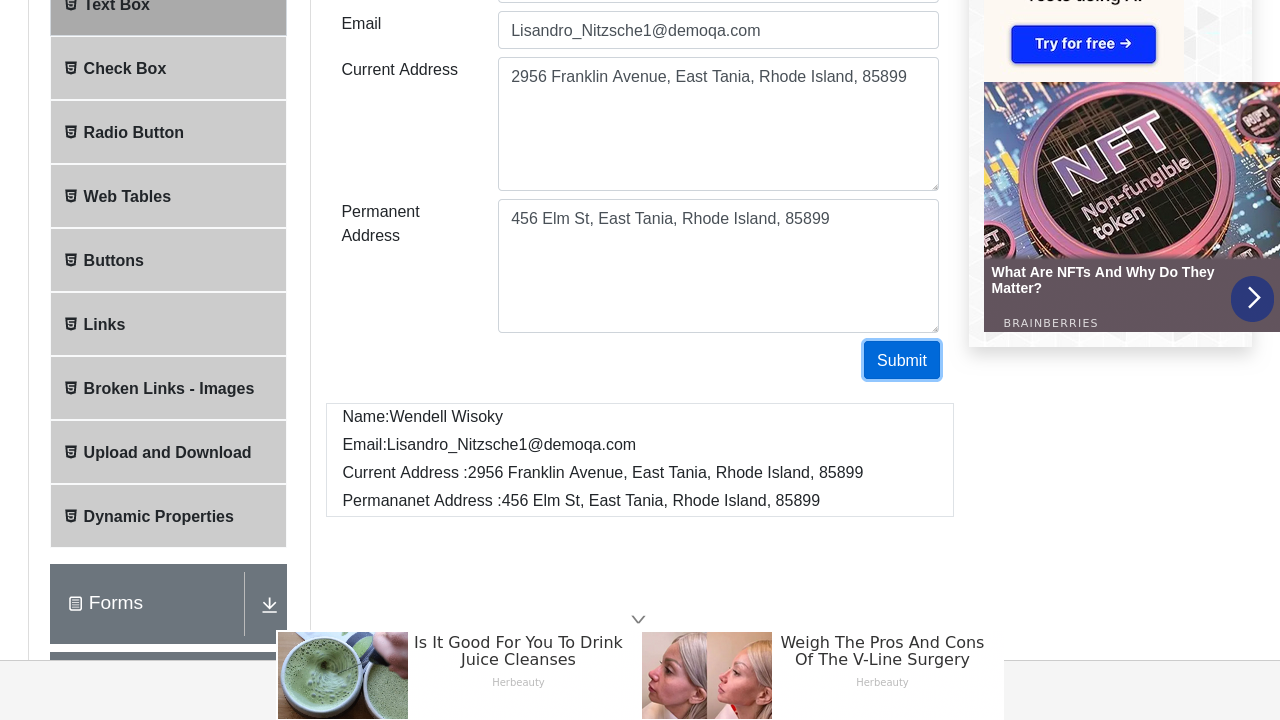 Text Box
Check Box
Radio Button
Web Tables
Buttons
Links
Broken Links - Images
Upload and Download
Dynamic Properties
Forms
Email
Lisandro_Nitzsche1@demoqa.com
Current Address
2956 Franklin Avenue, East Tania, Rhode Island, 85899
Permanent
Address
456 Elm St, East Tania, Rhode Island, 85899
Submit
Name:Wendell Wisoky
Email:Lisandro_Nitzsche1@demoqa.com
Current Address :2956 Franklin Avenue, East Tania, Rhode Island, 85899
Permananet Address :456 Elm St, East Tania, Rhode Island, 85899
Try for free →
NFT
Non-fungible
token
NFT
What Are NFTs And Why Do They
Matter?
BRAINBERRIES
Is It Good For You To Drink
Juice Cleanses
Herbeauty
Weigh The Pros And Cons
Of The V-Line Surgery
Herbeauty